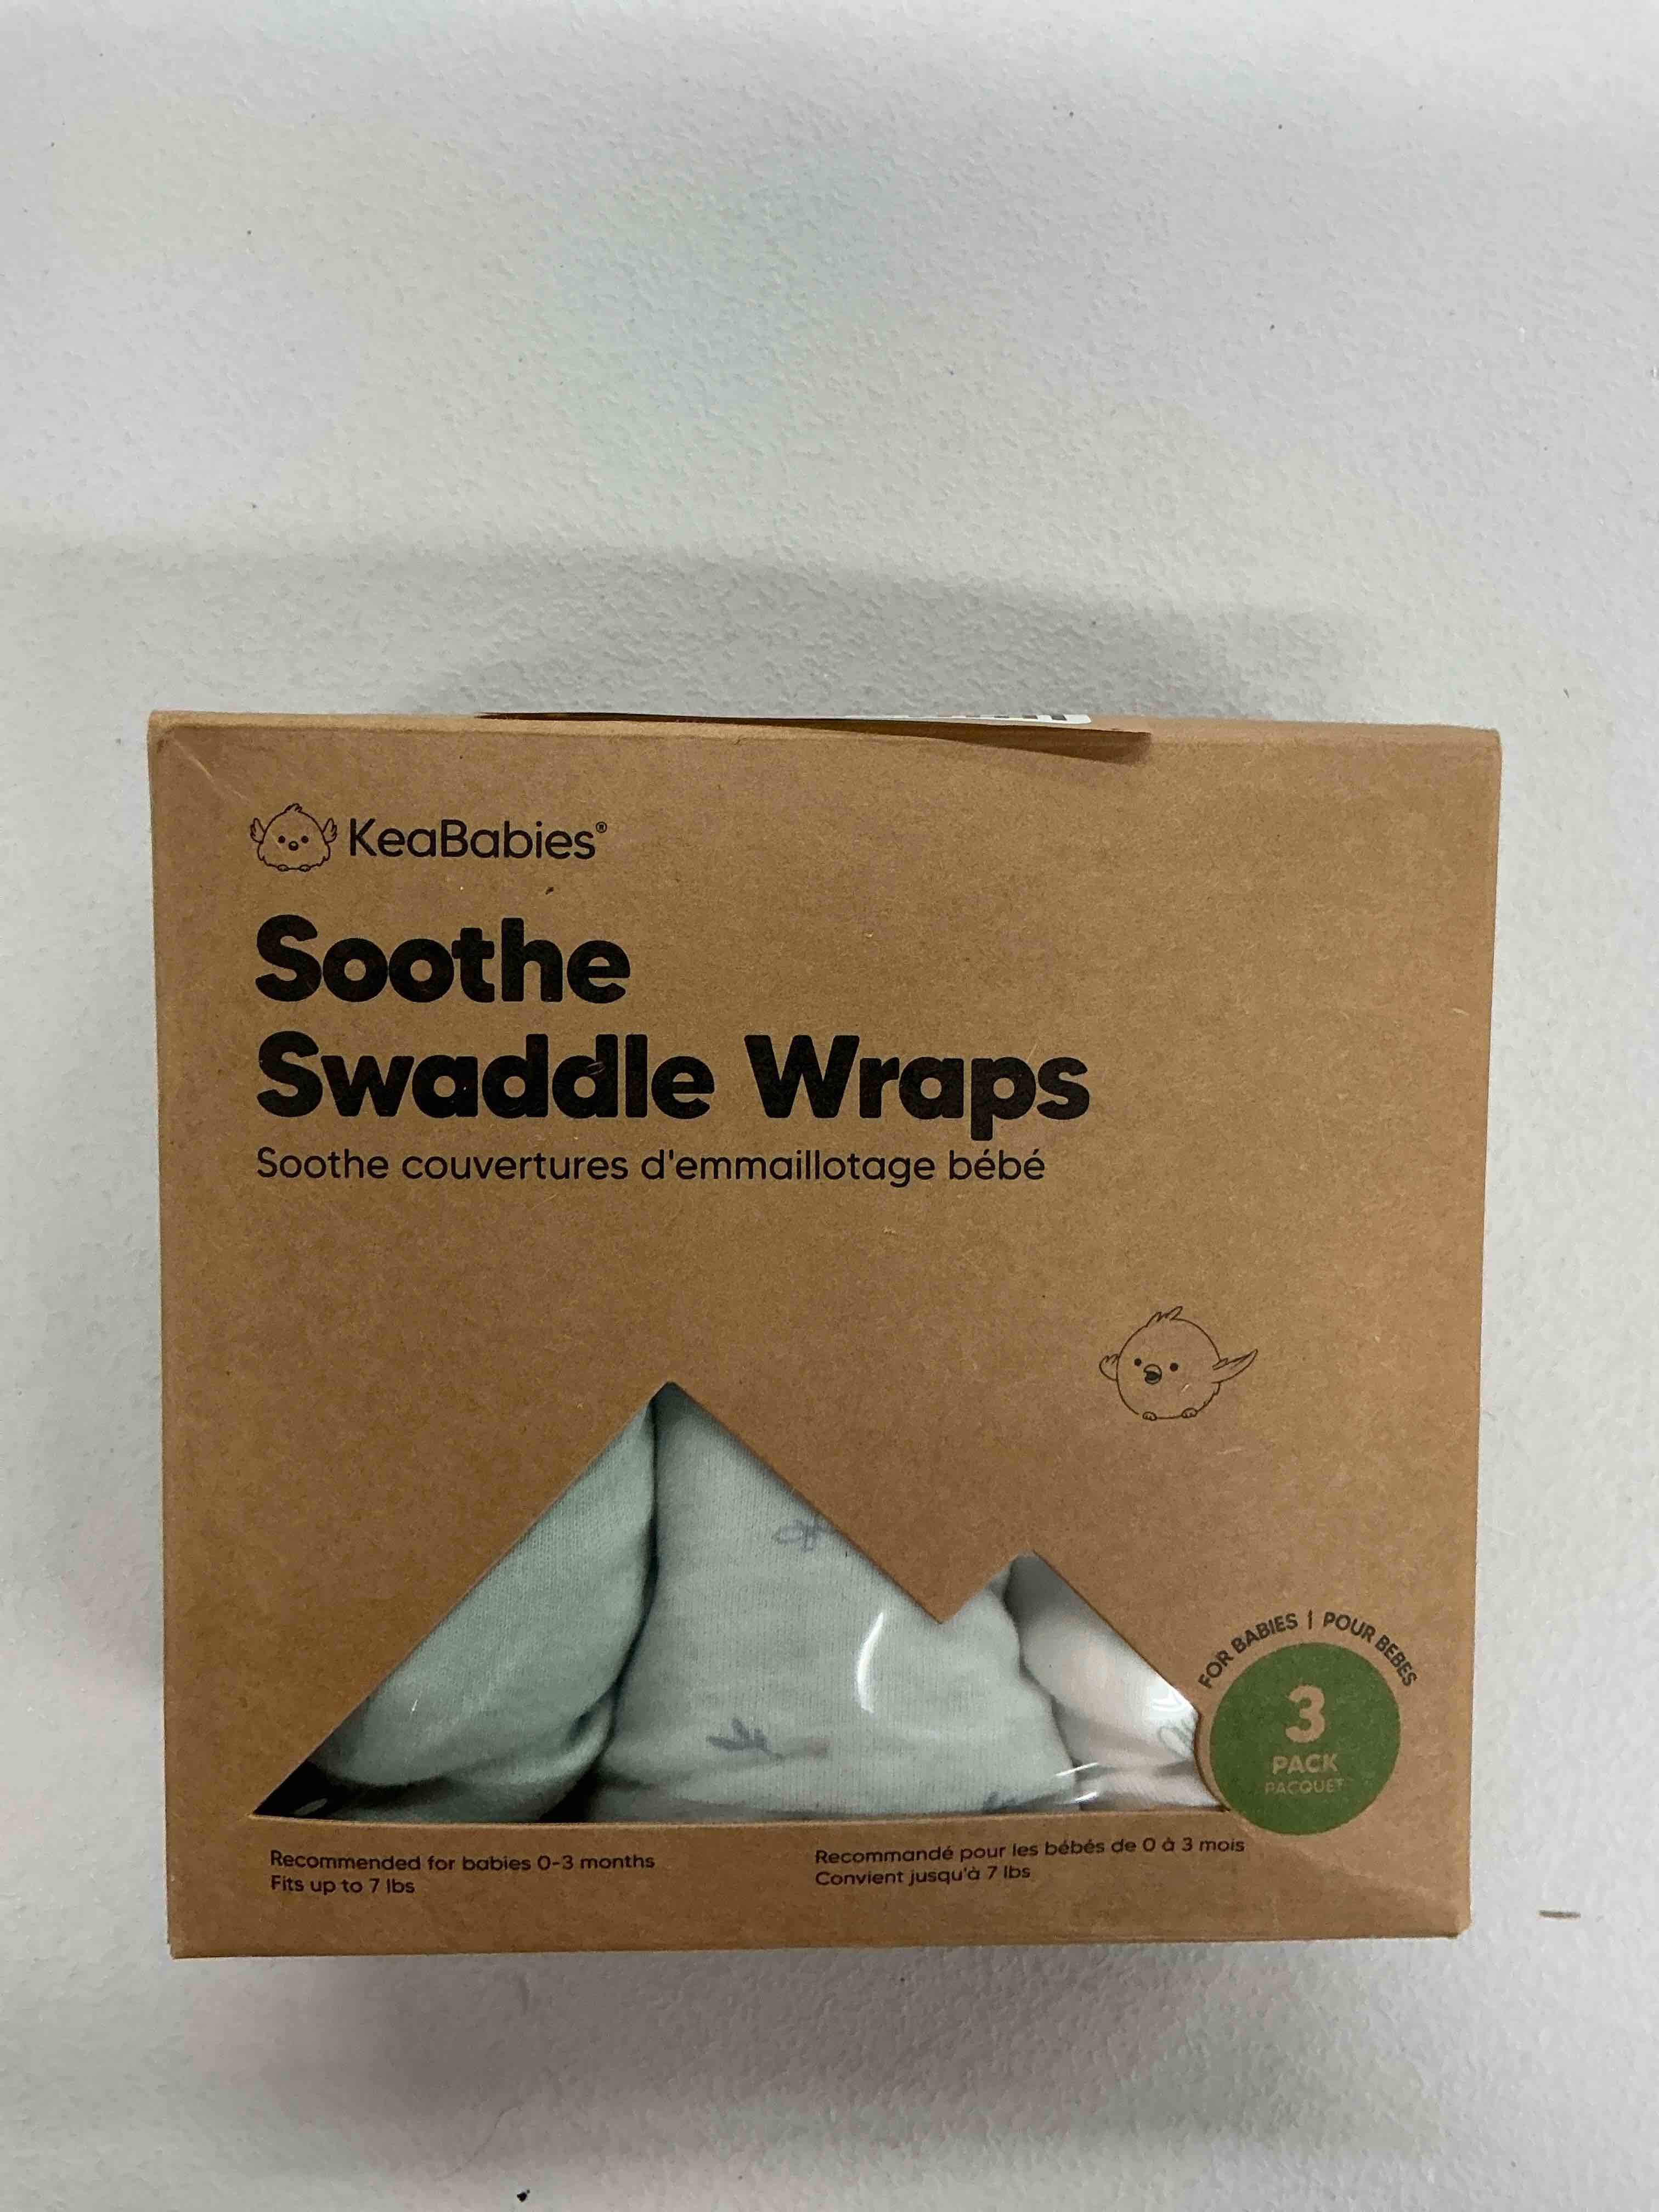 KeaBabies®
Soothe
Swaddle Wraps
Soothe couvertures d'emmaillotage bébé
FOR BABIES | POUR BÉBÉS
3
PACK
PACQUET
Recommended for babies 0-3 months
Fits up to 7 lbs
Recommandé pour les bébés de 0 à 3 mois
Convient jusqu'à 7 lbs